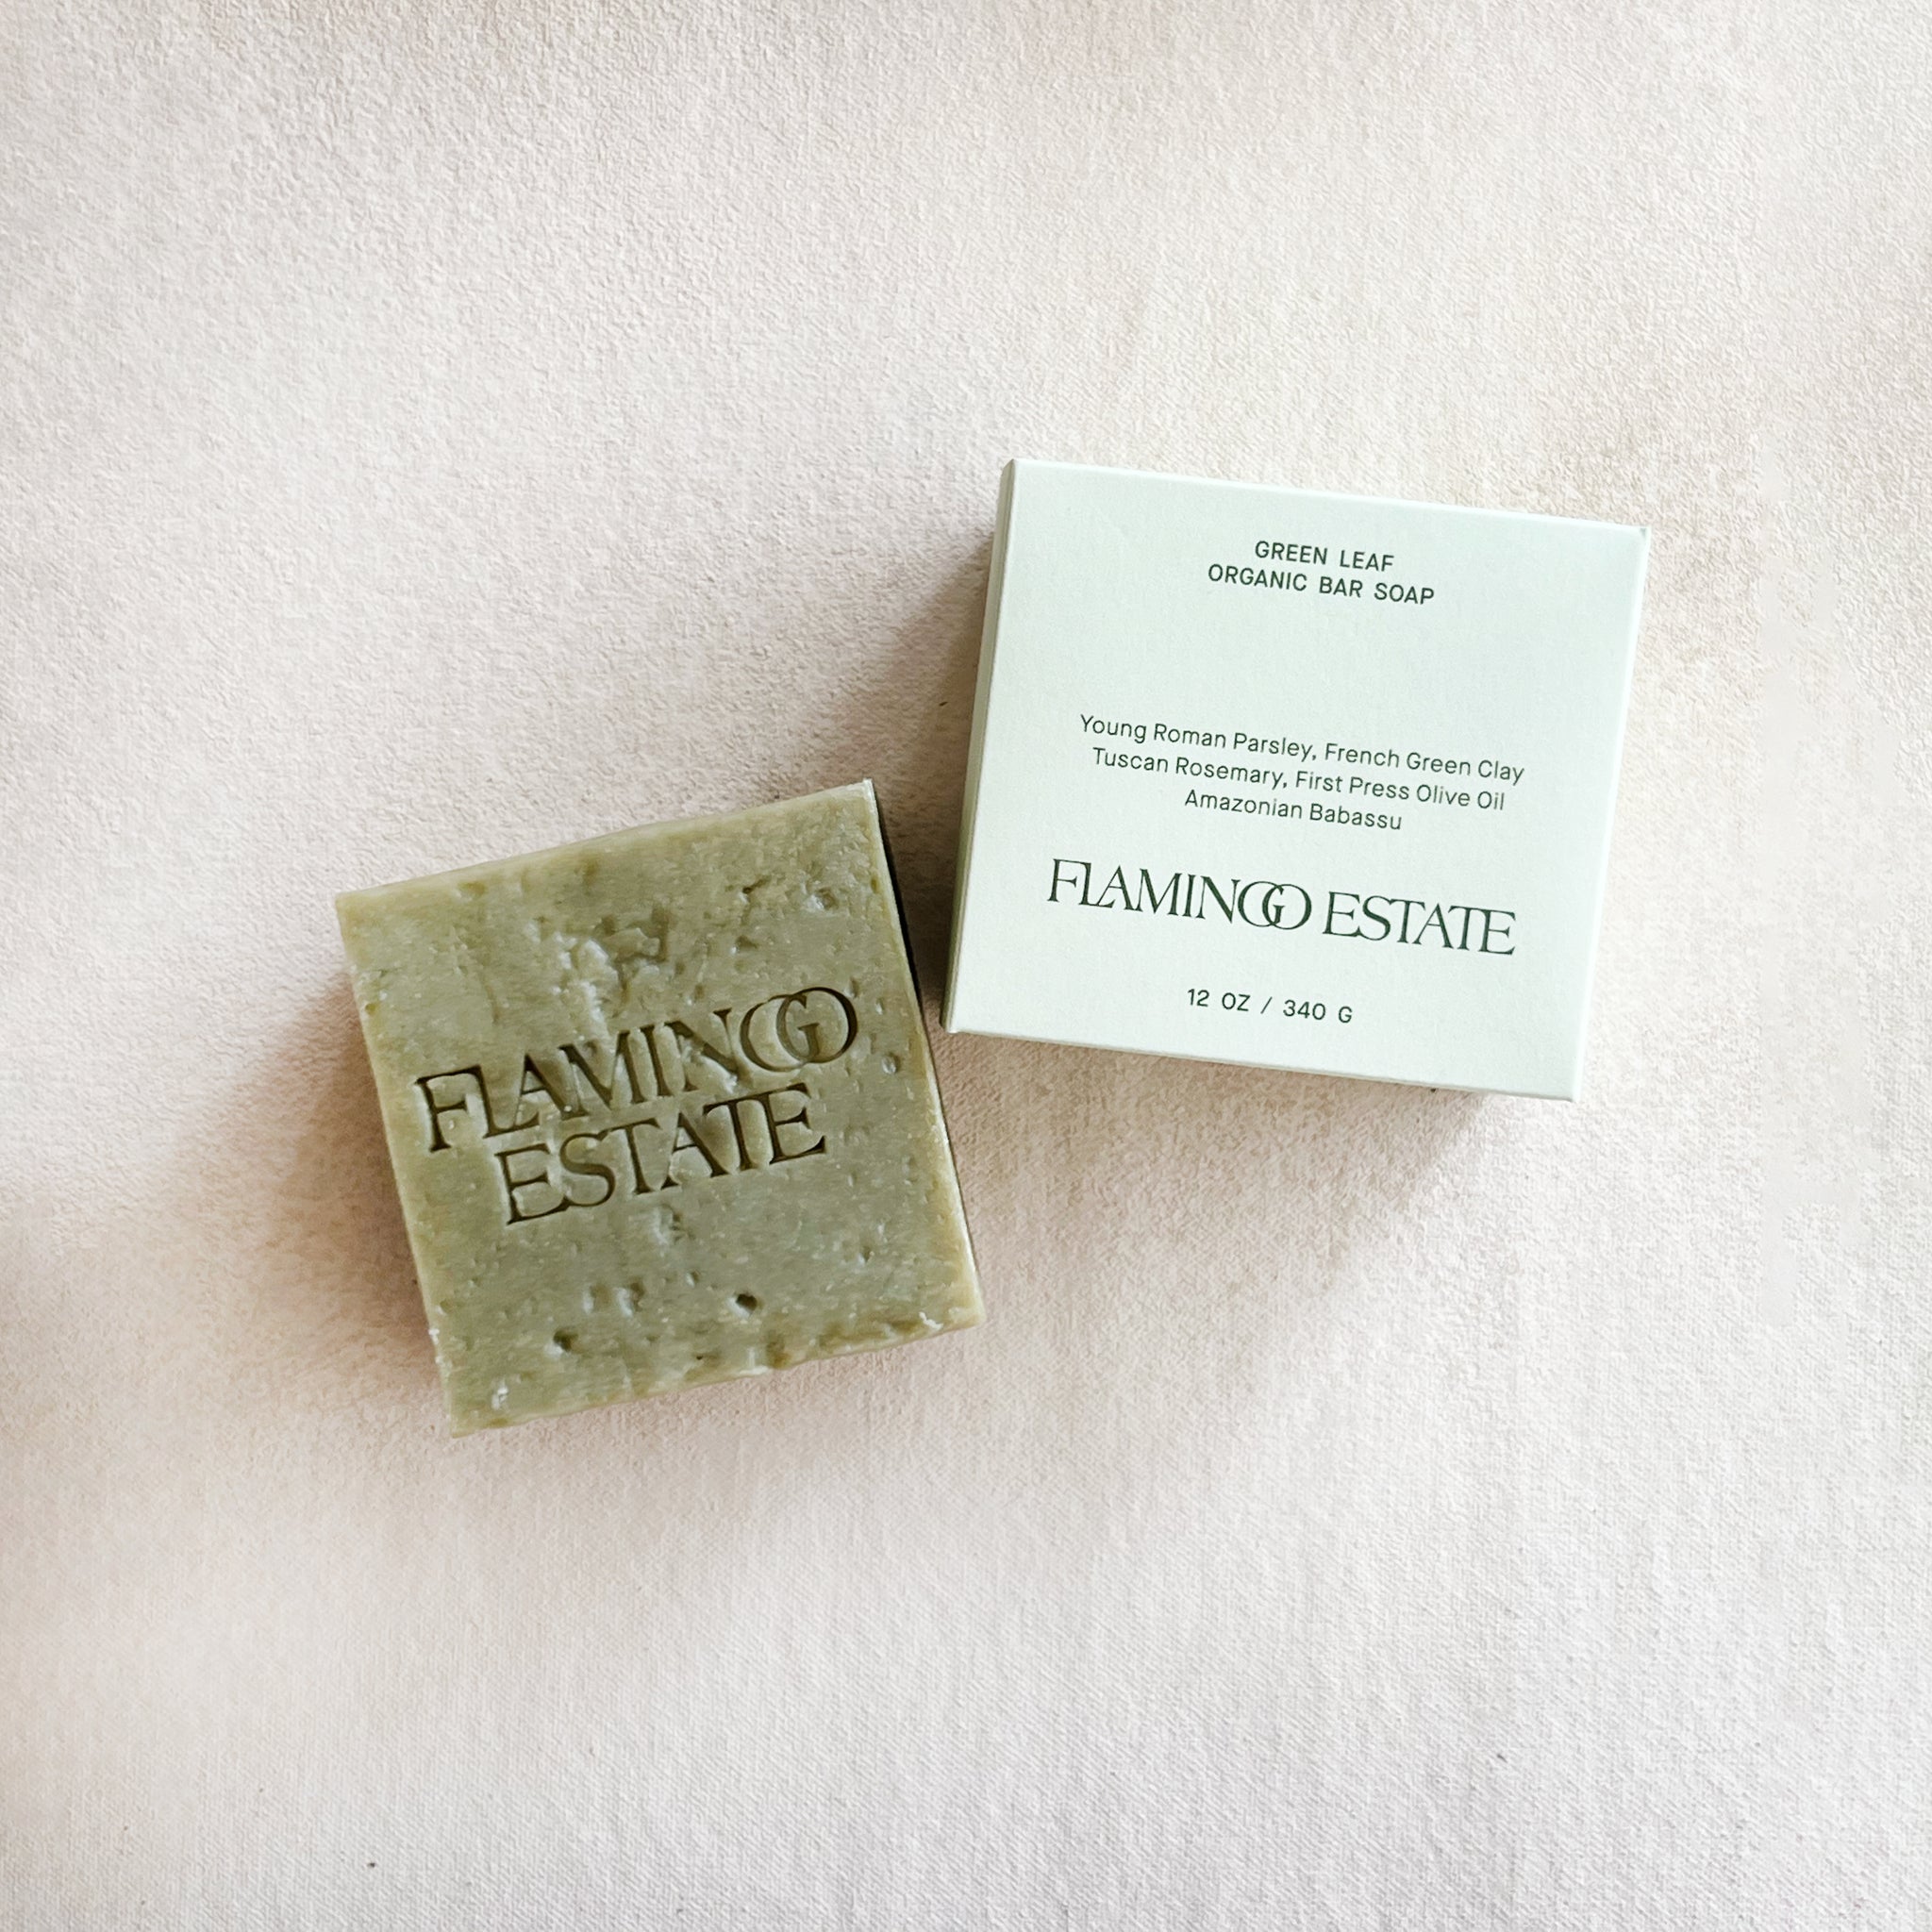 GREEN LEAF
ORGANIC BAR SOAP
Young Roman Parsley, French Green Clay
Tuscan Rosemary, First Press Olive Oil
Amazonian Babassu
FLAMINGO ESTATE
12 OZ / 340 G
FLAMINGO
ESTATE